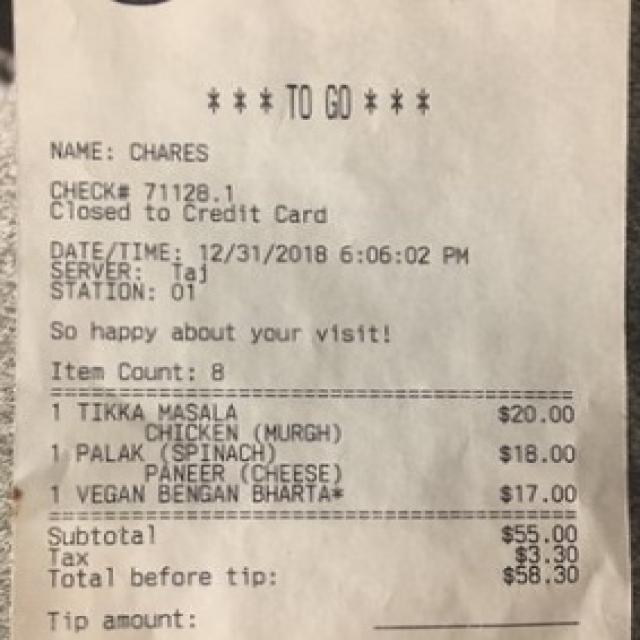 *** TO GO ***
NAME: CHARES
CHECK# 71128.1
Closed to Credit Card
DATE/TIME: 12/31/2018 6:06:02 PM
SERVER: Taj
STATION: 01
So happy about your visit!
Item Count: 8
1 TIKKA MASALA $20.00
CHICKEN (MURGH)
1 PALAK (SPINACH) $18.00
PANEER (CHEESE)
1 VEGAN BENGAN BHARTA* $17.00
Subtotal $55.00
Tax $3.30
Total before tip: $58.30
Tip amount: